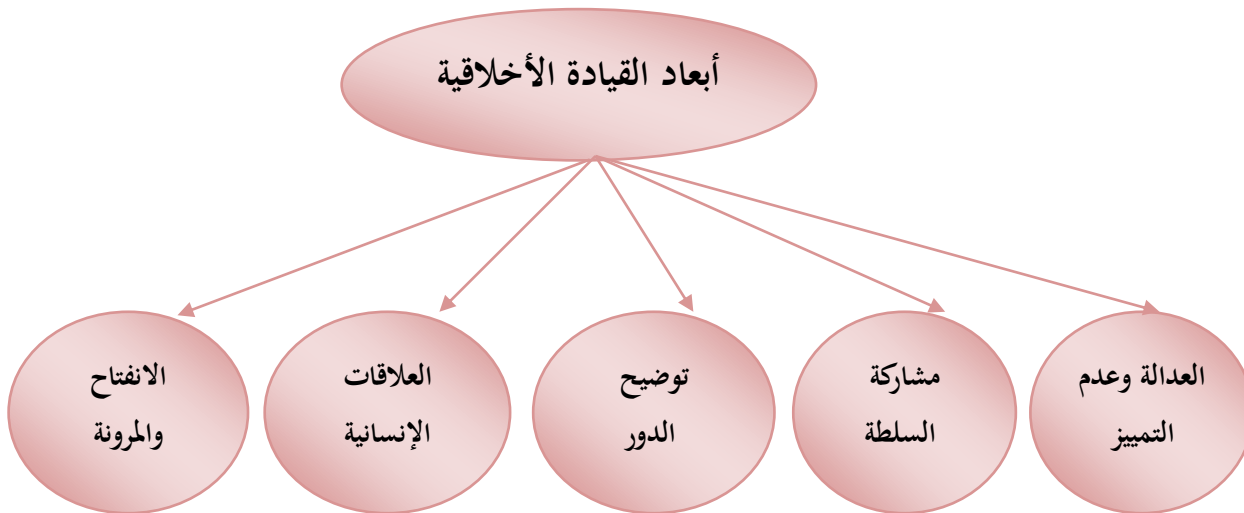 أبعاد القيادة الأخلاقية
العدالة وعدم
التمييز
مشاركة
السلطة
توضيح
الدور
العلاقات
الإنسانية
الانفتاح
والمرونة